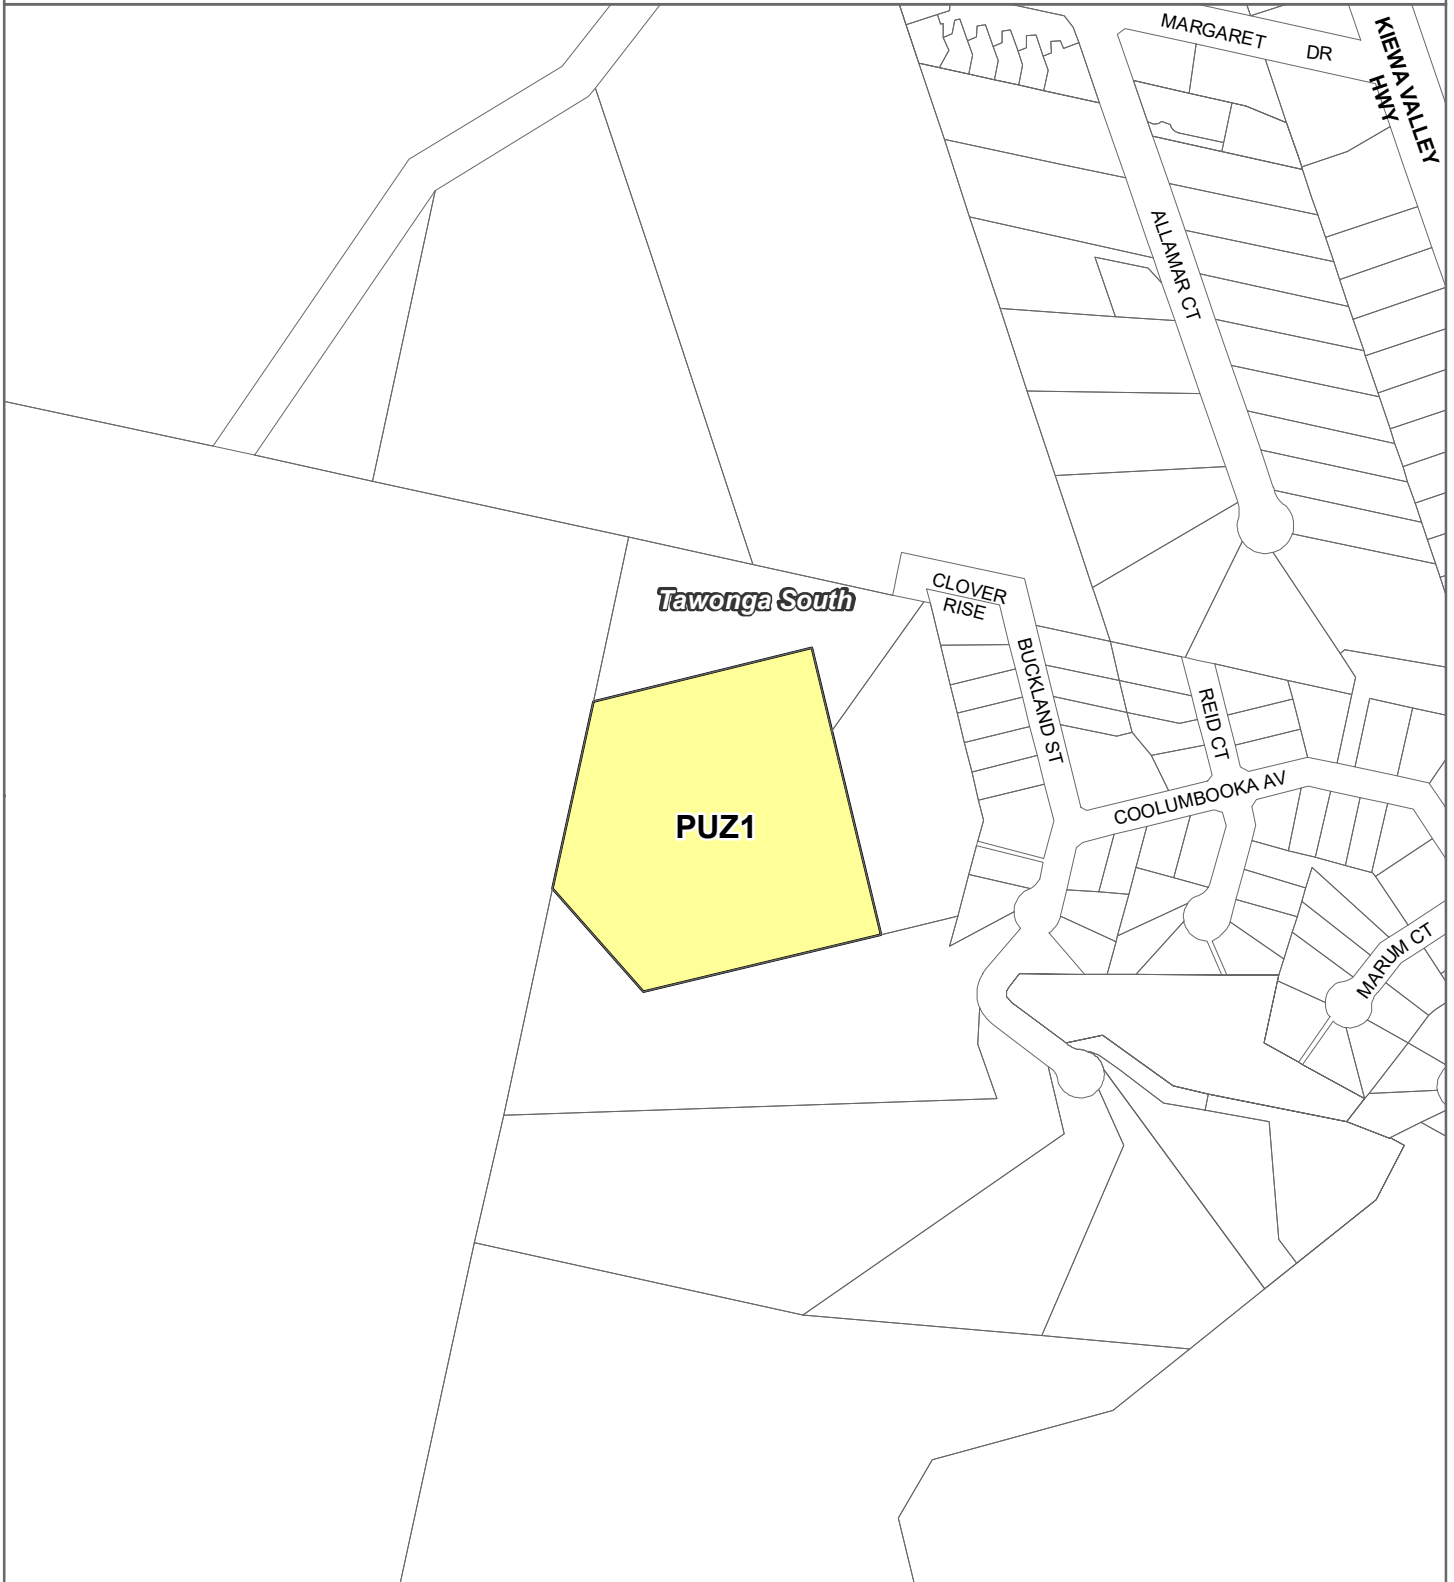 MARGARET DR
KIEWA VALLEY
HWY
ALLAMAR CT
Tawonga South
CLOVER
RISE
BUCKLAND ST
REID CT
COOLUMBOOKA AV
PUZ1
MARUM CT